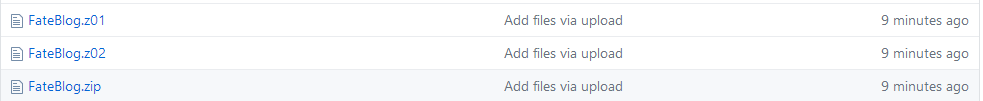 FateBlog.z01 Add files via upload 9 minutes ago
FateBlog.z02 Add files via upload 9 minutes ago
FateBlog.zip Add files via upload 9 minutes ago